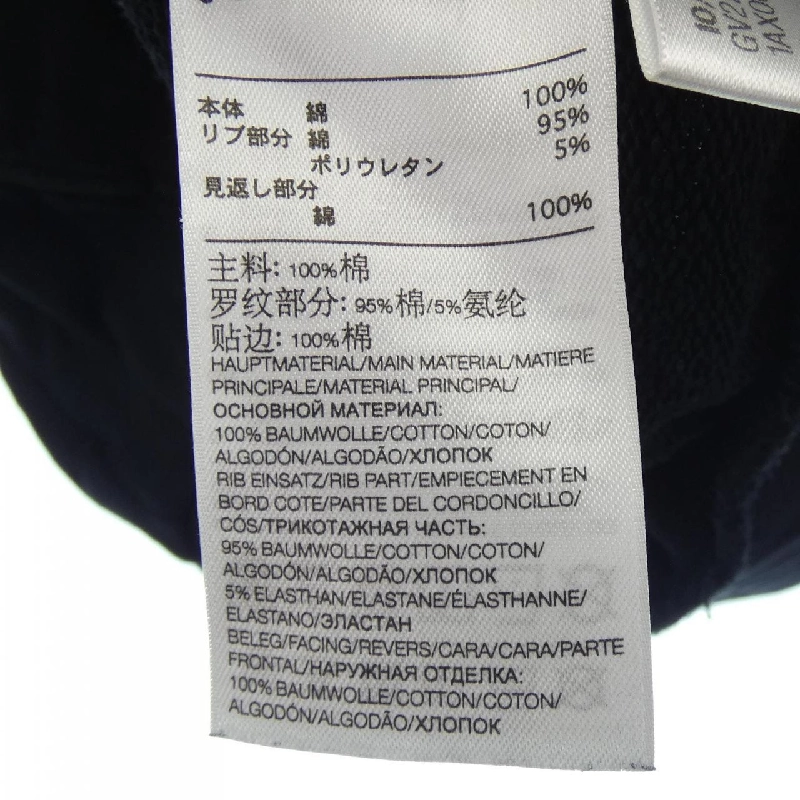 本体 綿 100%
リブ部分 綿 95%
ポリウレタン 5%
見返し部分
綿 100%
主料: 100%棉
罗纹部分: 95%棉/5%氨纶
贴边: 100%棉
HAUPTMATERIAL/MAIN MATERIAL/MATIERE
PRINCIPALE/MATERIAL PRINCIPAL/
ОСНОВНОЙ МАТЕРИАЛ:
100% BAUMWOLLE/COTTON/COTON/
ALGODÓN/ALGODÃO/ХЛОПОК
RIB EINSATZ/RIB PART/EMPIECEMENT EN
BORD COTE/PARTE DEL CORDONCILLO/
CÓS/ТРИКОТАЖНАЯ ЧАСТЬ:
95% BAUMWOLLE/COTTON/COTON/
ALGODÓN/ALGODÃO/ХЛОПОК
5% ELASTHAN/ELASTANE/ÉLASTHANNE/
ELASTANO/ЭЛАСТАН
BELEG/FACING/REVERS/CARA/CARA/PARTE
FRONTAL/НАРУЖНАЯ ОТДЕЛКА:
100% BAUMWOLLE/COTTON/COTON/
ALGODÓN/ALGODÃO/ХЛОПОК